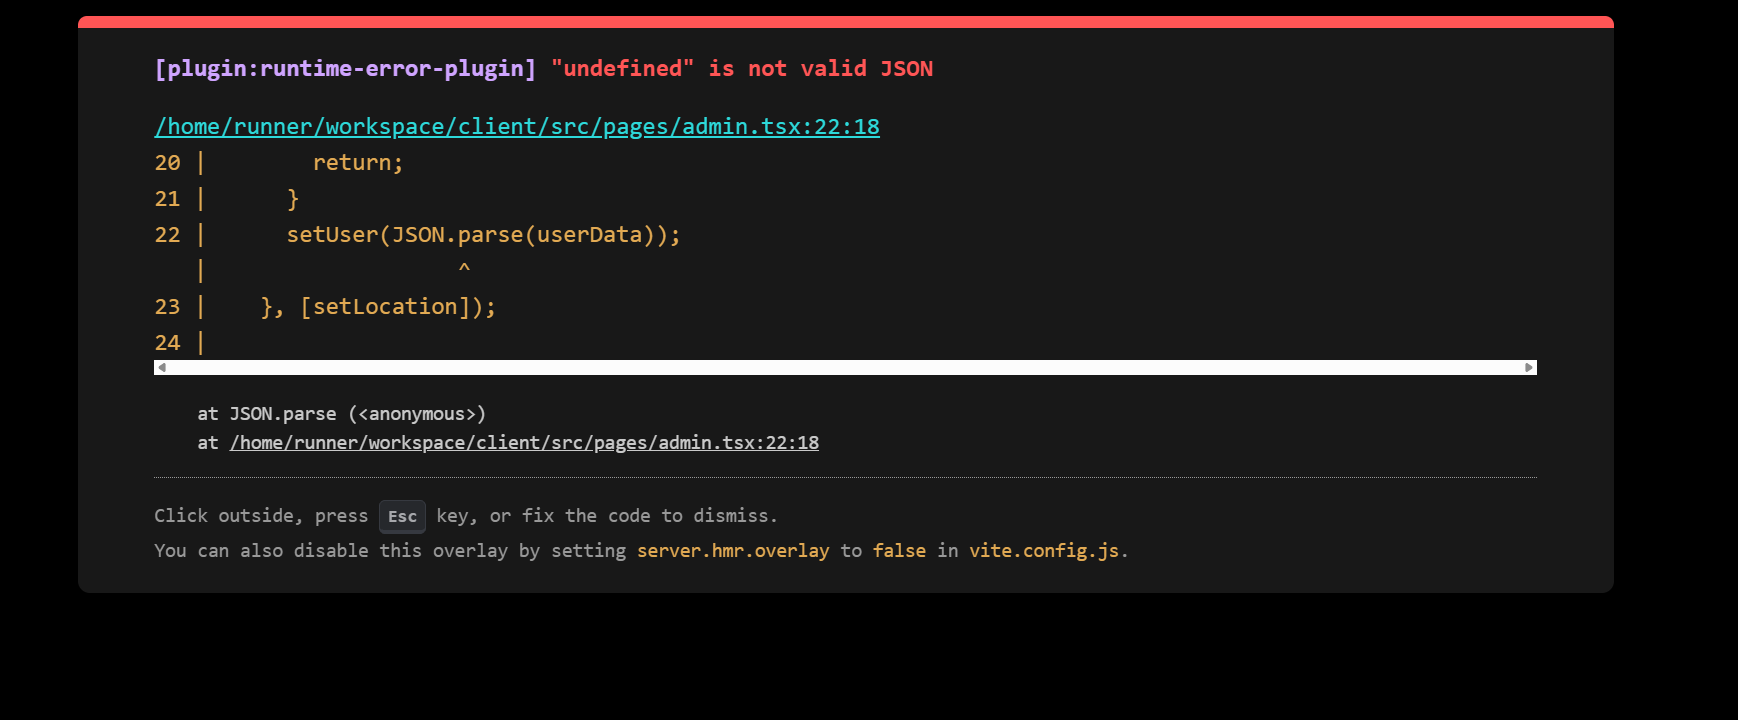 [plugin:runtime-error-plugin] "undefined" is not valid JSON
/home/runner/workspace/client/src/pages/admin.tsx:22:18
20 |        return;
21 |      }
22 |      setUser(JSON.parse(userData));
   |                   ^
23 |    }, [setLocation]);
24 |
at JSON.parse (<anonymous>)
at /home/runner/workspace/client/src/pages/admin.tsx:22:18
Click outside, press Esc key, or fix the code to dismiss.
You can also disable this overlay by setting server.hmr.overlay to false in vite.config.js.